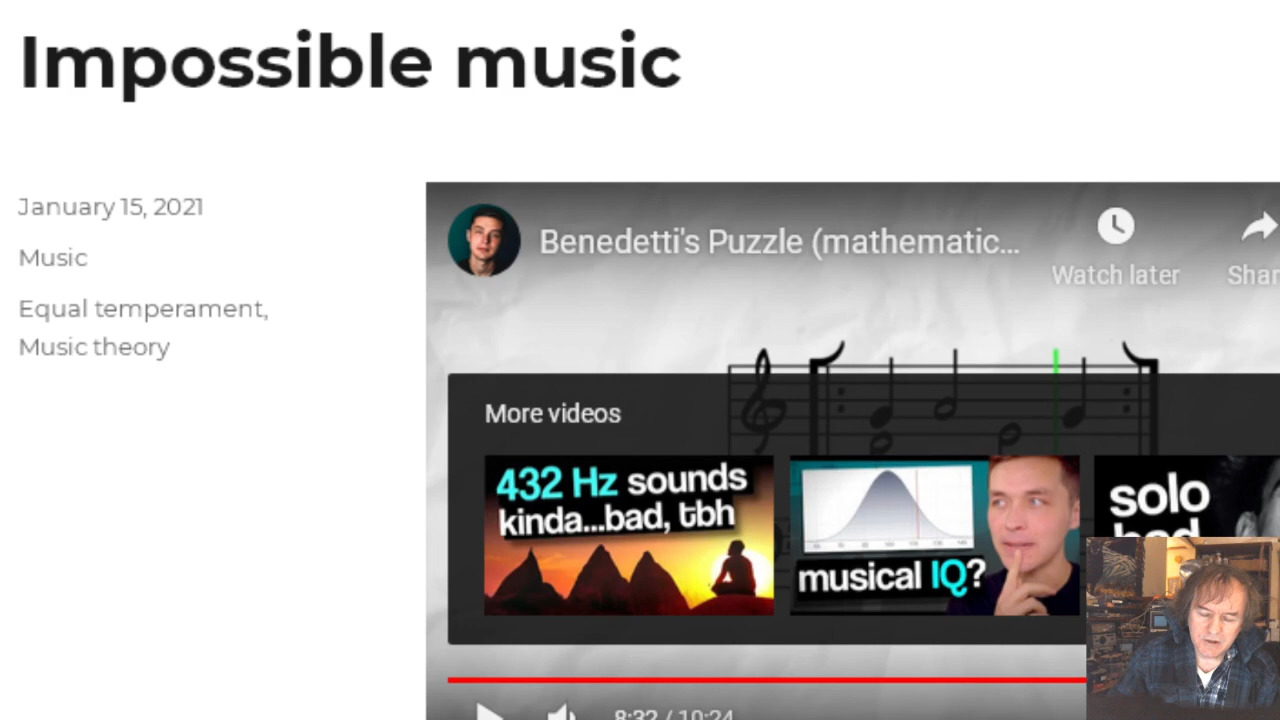 Impossible music
January 15, 2021
Music
Equal temperament,
Music theory
Benedetti's Puzzle (mathematic...
Watch later
Shar
More videos
432 Hz sounds
kinda...bad, tbh
musical IQ?
solo
bad
8:32 / 10:24